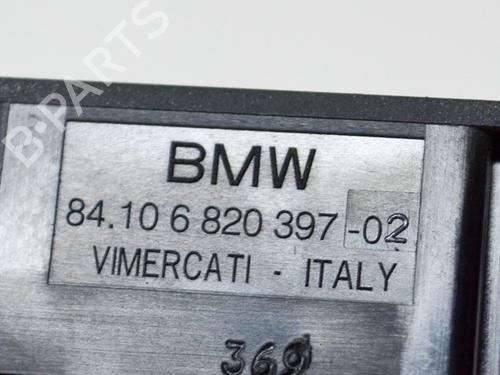 B-PARTS
BMW
84.10 6 820 397-02
VIMERCATI - ITALY
369